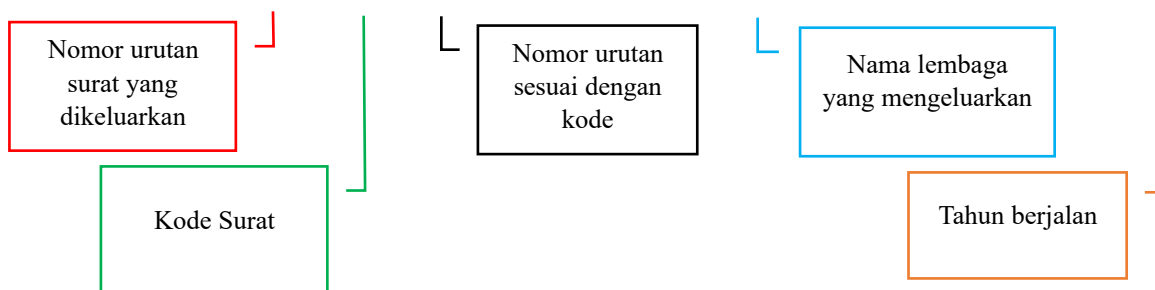 Nomor urutan
surat yang
dikeluarkan
Kode Surat
Nomor urutan
sesuai dengan
kode
Nama lembaga
yang mengeluarkan
Tahun berjalan